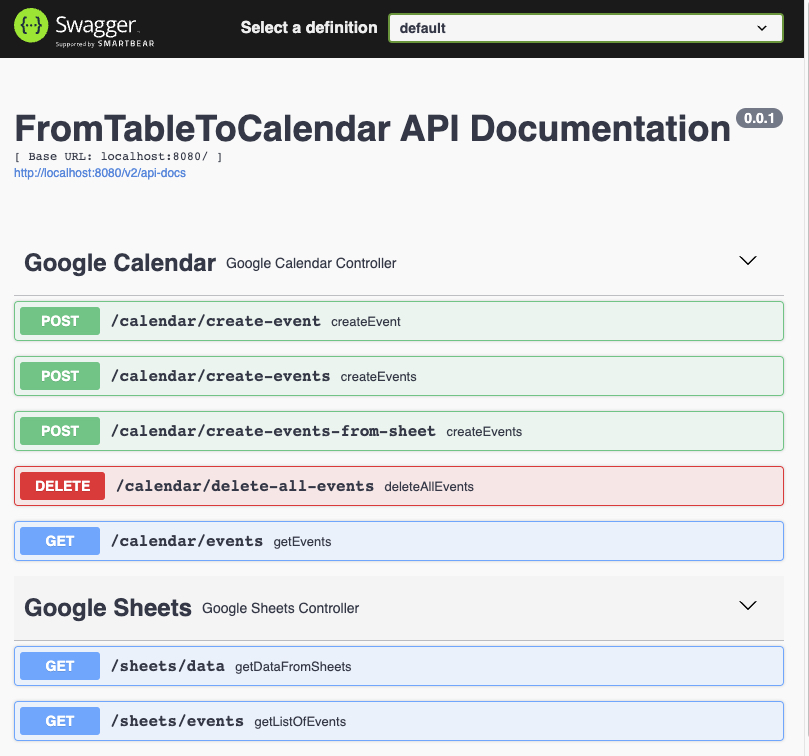 {···} Swagger
Supported by SMARTBEAR
Select a definition default
FromTableToCalendar API Documentation 0.0.1
[ Base URL: localhost:8080/ ]
http://localhost:8080/v2/api-docs
Google Calendar Google Calendar Controller
POST /calendar/create-event createEvent
POST /calendar/create-events createEvents
POST /calendar/create-events-from-sheet createEvents
DELETE /calendar/delete-all-events deleteAllEvents
GET /calendar/events getEvents
Google Sheets Google Sheets Controller
GET /sheets/data getDataFromSheets
GET /sheets/events getListOfEvents